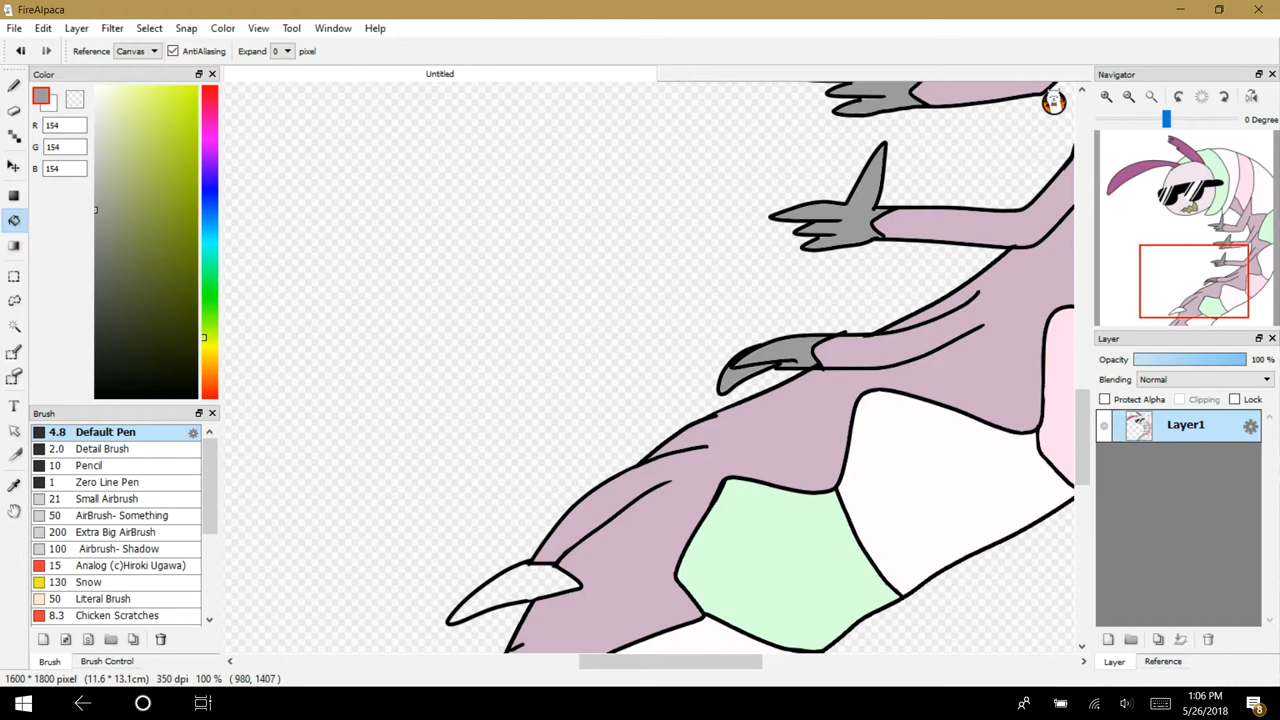 FireAlpaca
File Edit Layer Filter Select Snap Color View Tool Window Help
Reference Canvas AntiAliasing Expand 0 pixel
Color Untitled Navigator
R 154
G 154
B 154
0 Degree
Layer
Opacity 100 %
Blending Normal
Protect Alpha Clipping Lock
Layer1
Brush
4.8 Default Pen
2.0 Detail Brush
10 Pencil
1 Zero Line Pen
21 Small Airbrush
50 AirBrush- Something
200 Extra Big AirBrush
100 Airbrush- Shadow
15 Analog (c)Hiroki Ugawa)
130 Snow
50 Literal Brush
8.3 Chicken Scratches
Brush Brush Control Layer Reference
1600 * 1800 pixel (11.6 * 13.1cm) 350 dpi 100 % ( 980, 1407 )
1:06 PM
5/26/2018
8